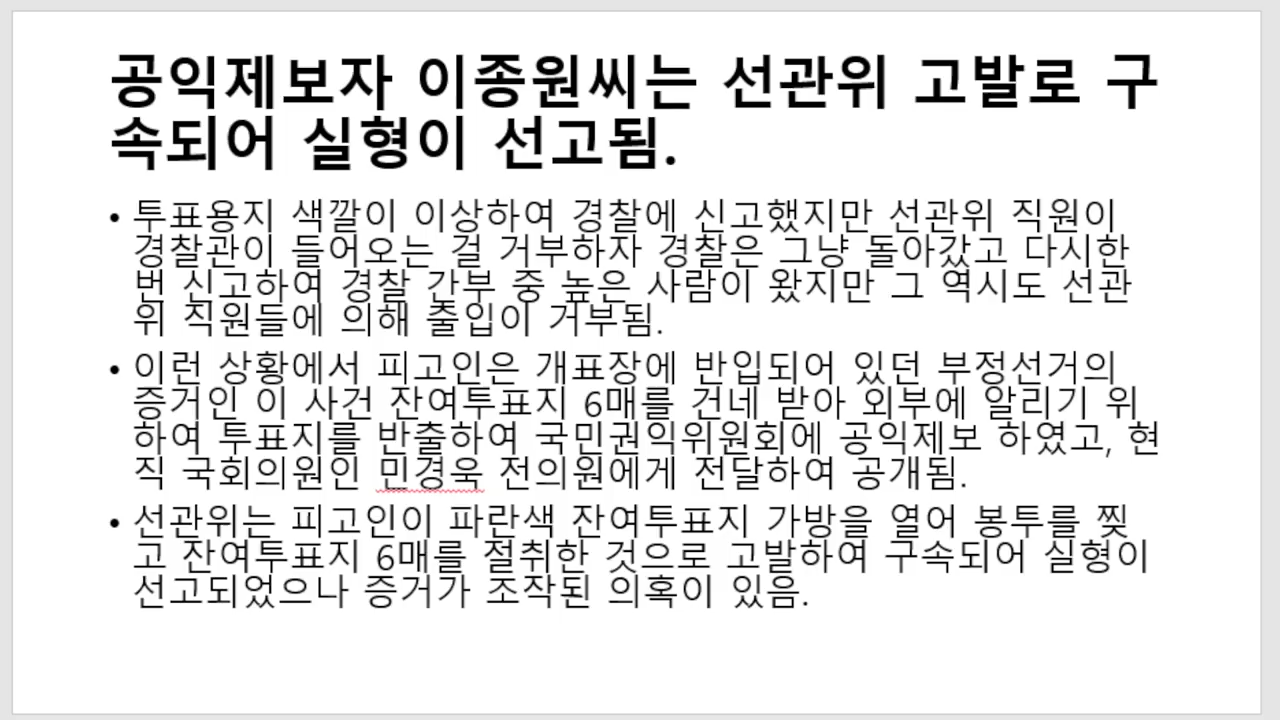 공익제보자 이종원씨는 선관위 고발로 구
속되어 실형이 선고됨.
• 투표용지 색깔이 이상하여 경찰에 신고했지만 선관위 직원이
경찰관이 들어오는 걸 거부하자 경찰은 그냥 돌아갔고 다시한
번 신고하여 경찰 간부 중 높은 사람이 왔지만 그 역시도 선관
위 직원들에 의해 출입이 거부됨.
• 이런 상황에서 피고인은 개표장에 반입되어 있던 부정선거의
증거인 이 사건 잔여투표지 6매를 건네 받아 외부에 알리기 위
하여 투표지를 반출하여 국민권익위원회에 공익제보 하였고, 현
직 국회의원인 민경욱 전의원에게 전달하여 공개됨.
• 선관위는 피고인이 파란색 잔여투표지 가방을 열어 봉투를 찢
고 잔여투표지 6매를 절취한 것으로 고발하여 구속되어 실형이
선고되었으나 증거가 조작된 의혹이 있음.